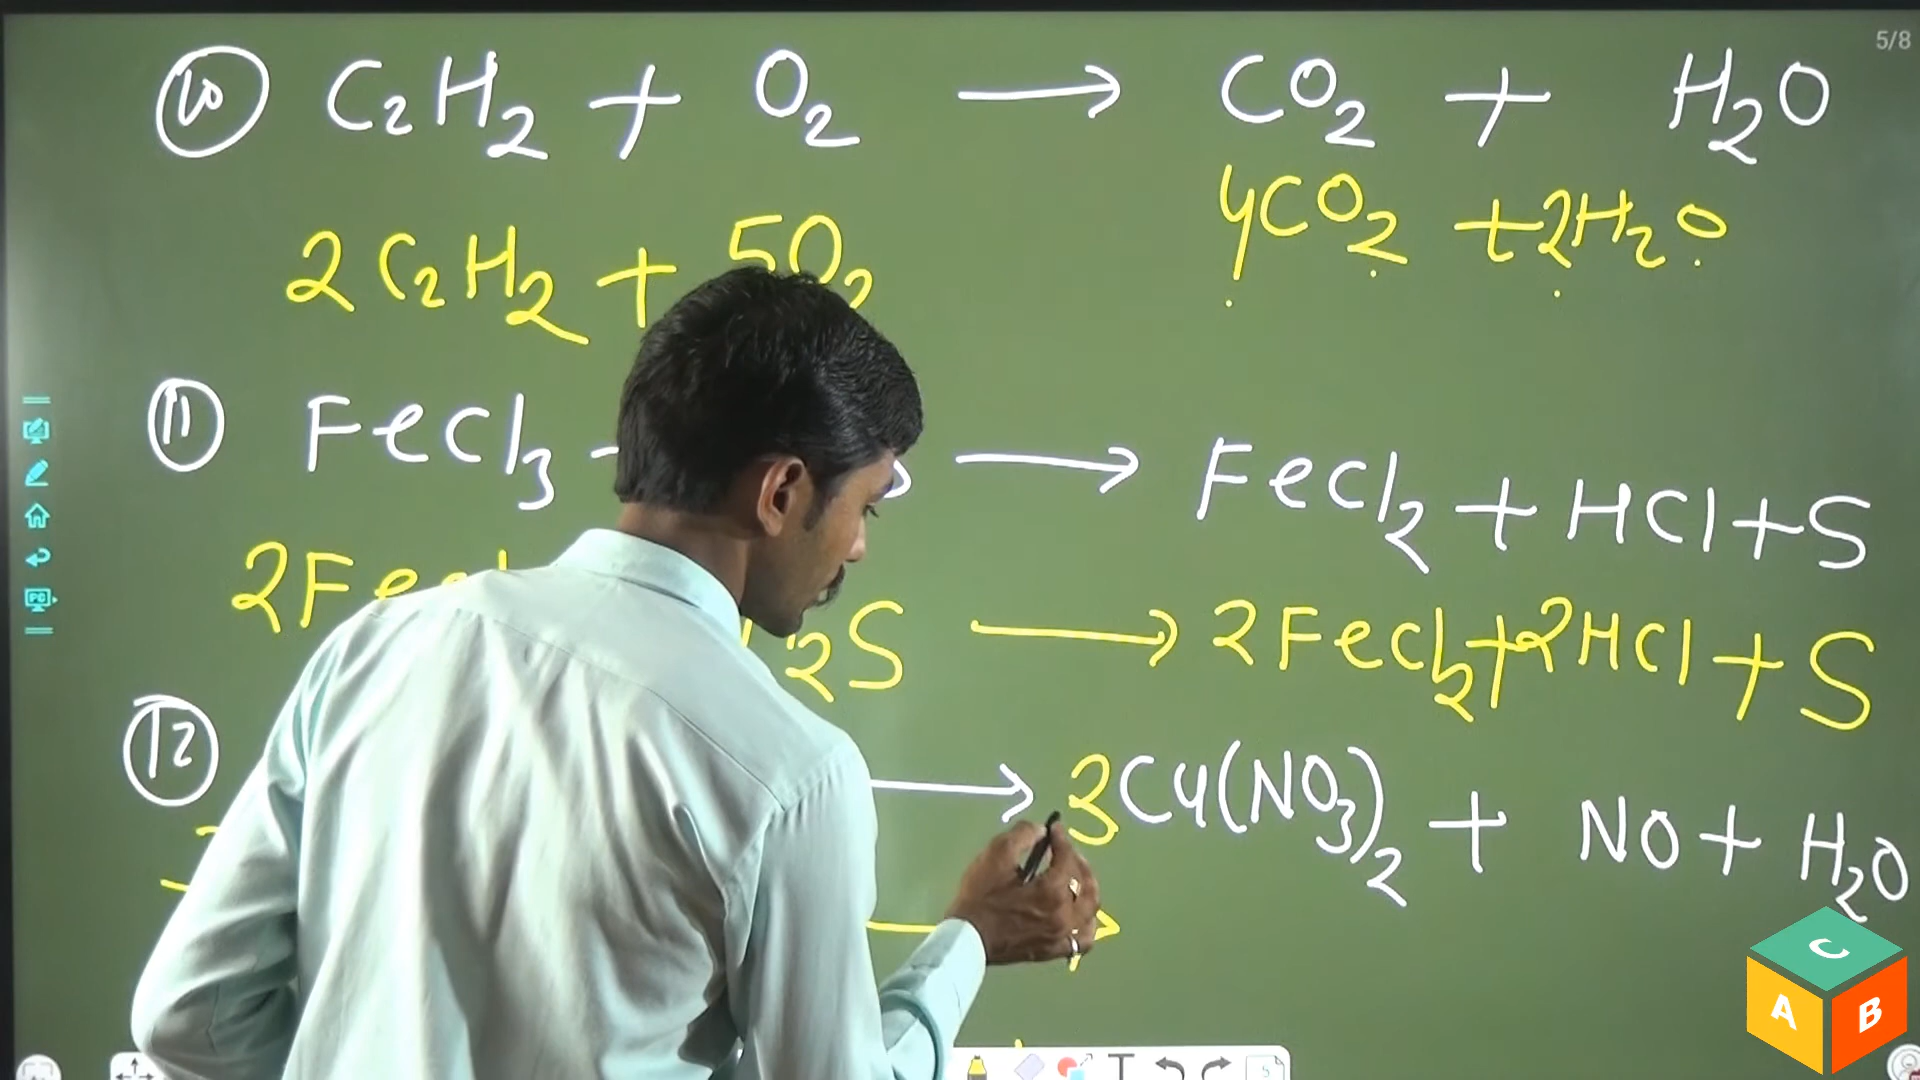 5/8
10 C2H2 + O2 → CO2 + H2O
2C2H2 + 5O2 4CO2 + 2H2O
11 FeCl3 → FeCl2 + HCl + S
2Fe 2S → 2FeCl2 + 2HCl + S
12 → 3Cu(NO3)2 + NO + H2O
C
A B